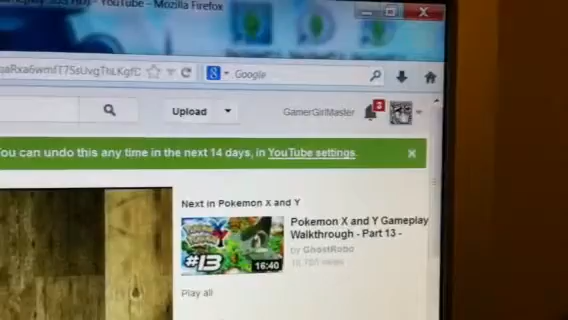 YouTube - Mozilla Firefox
Google
Upload
GamerGirlMaster
3
You can undo this any time in the next 14 days, in YouTube settings.
Next in Pokemon X and Y
Pokemon X and Y Gameplay
Walkthrough - Part 13 -
by GhostRobo
#13
16:40
Play all